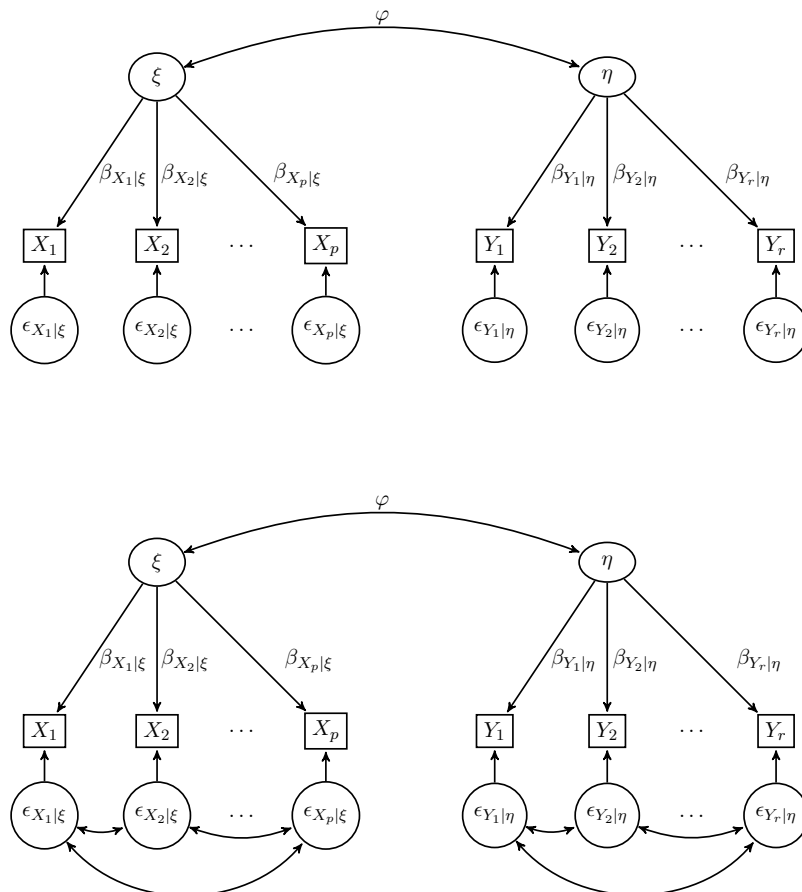 φ
ξ η
β_{X_1|ξ} β_{X_2|ξ} β_{X_p|ξ} β_{Y_1|η} β_{Y_2|η} β_{Y_r|η}
X_1 X_2 ⋯ X_p Y_1 Y_2 ⋯ Y_r
ϵ_{X_1|ξ} ϵ_{X_2|ξ} ⋯ ϵ_{X_p|ξ} ϵ_{Y_1|η} ϵ_{Y_2|η} ⋯ ϵ_{Y_r|η}
φ
ξ η
β_{X_1|ξ} β_{X_2|ξ} β_{X_p|ξ} β_{Y_1|η} β_{Y_2|η} β_{Y_r|η}
X_1 X_2 ⋯ X_p Y_1 Y_2 ⋯ Y_r
ϵ_{X_1|ξ} ϵ_{X_2|ξ} ⋯ ϵ_{X_p|ξ} ϵ_{Y_1|η} ϵ_{Y_2|η} ⋯ ϵ_{Y_r|η}